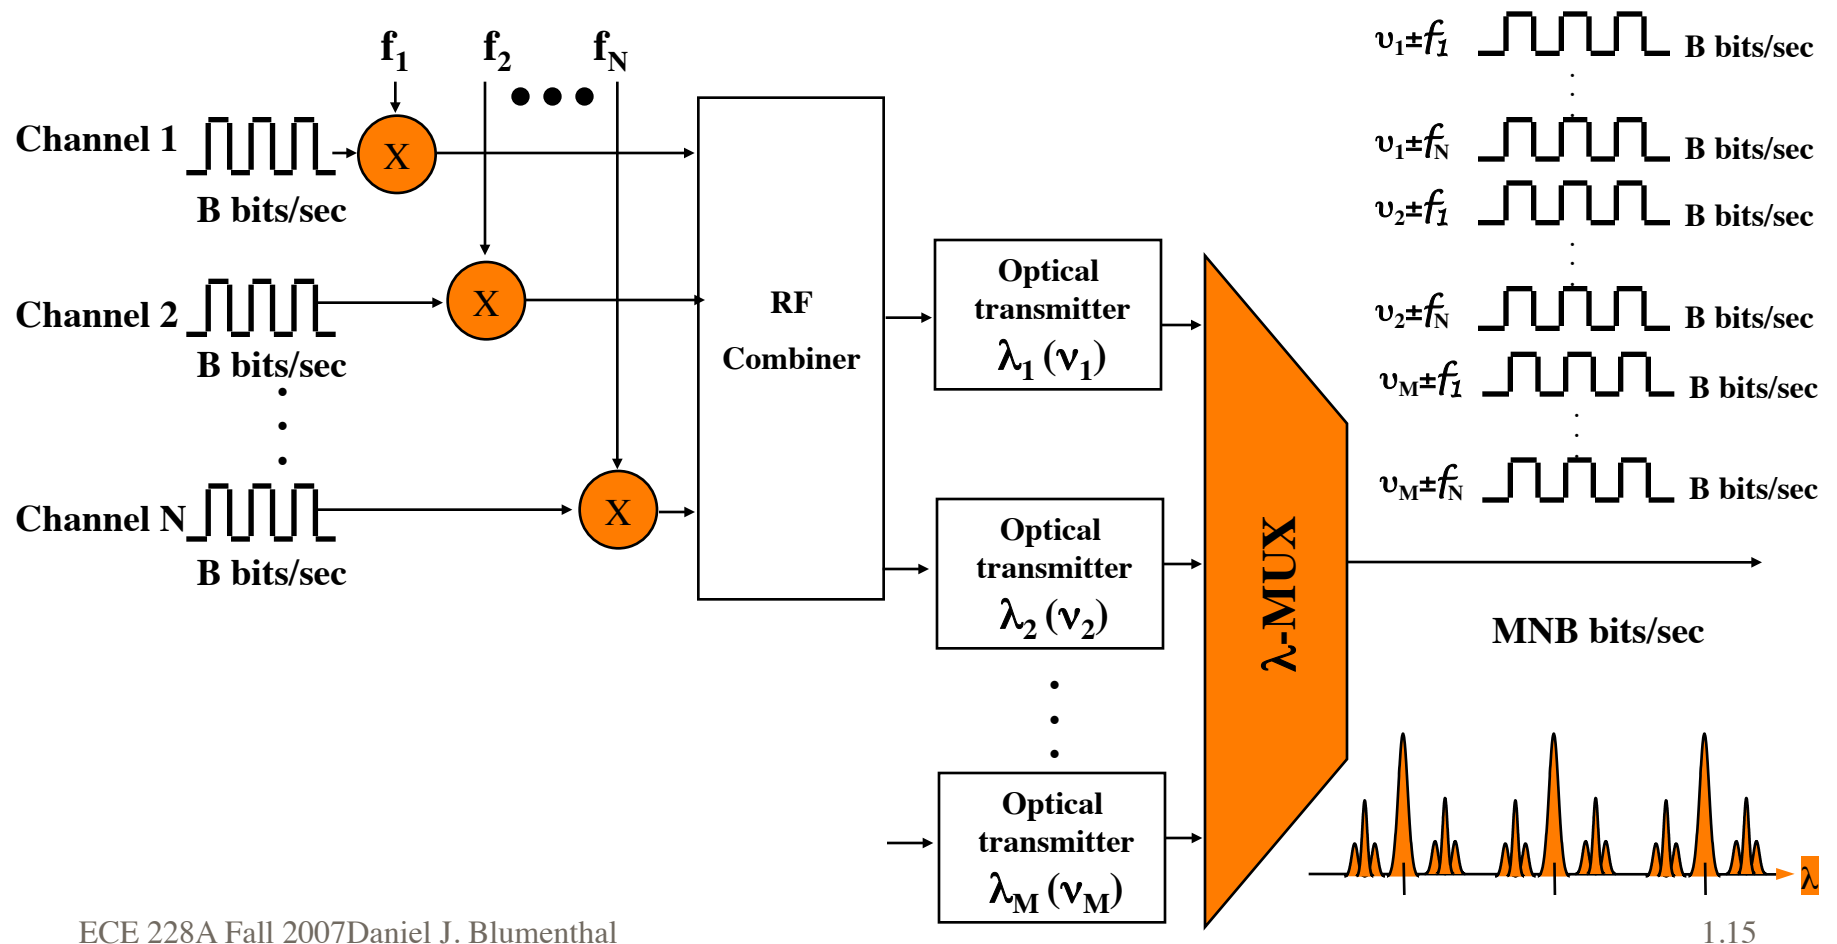 f1 f2 fN
Channel 1
X
B bits/sec
Channel 2
X
B bits/sec
Channel N
X
B bits/sec
RF
Combiner
Optical
transmitter
λ1 (ν1)
Optical
transmitter
λ2 (ν2)
Optical
transmitter
λM (νM)
λ-MUX
υ1±f1 B bits/sec
υ1±fN B bits/sec
υ2±f1 B bits/sec
υ2±fN B bits/sec
υM±f1 B bits/sec
υM±fN B bits/sec
MNB bits/sec
λ
ECE 228A Fall 2007Daniel J. Blumenthal
1.15